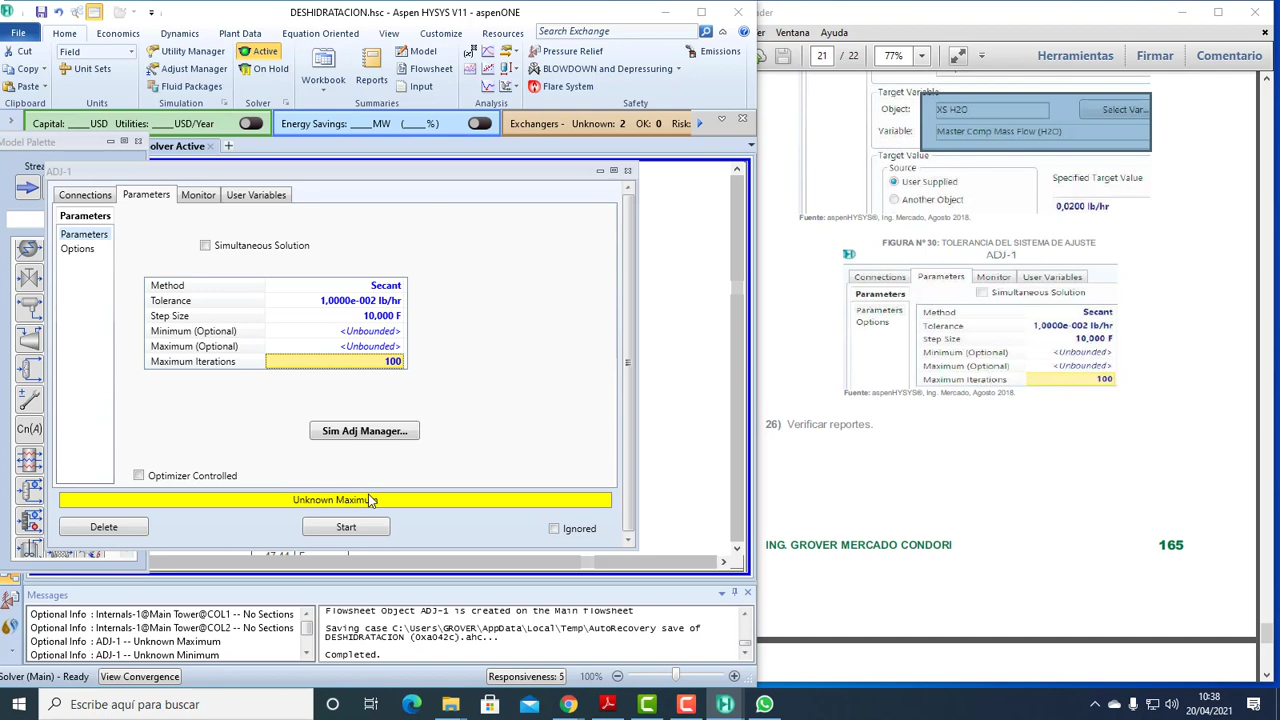 DESHIDRATACION.hsc - Aspen HYSYS V11 - aspenONE
File Home Economics Dynamics Plant Data Equation Oriented View Customize Resources Search Exchange
Cut Field Utility Manager Active Model Pressure Relief Emissions
Copy Unit Sets Adjust Manager On Hold Workbook Reports Flowsheet BLOWDOWN and Depressuring
Paste Fluid Packages Input Flare System
Clipboard Units Simulation Solver Summaries Analysis Safety
Capital: ____USD Utilities: ____USD/Year Energy Savings: ____MW (____%) Exchangers - Unknown: 2 OK: 0 Risk:
Model Palette
Stre olver Active
ADJ-1
Connections Parameters Monitor User Variables
Parameters
Parameters
Options
Simultaneous Solution
Method Secant
Tolerance 1,0000e-002 lb/hr
Step Size 10,000 F
Minimum (Optional) <Unbounded>
Maximum (Optional) <Unbounded>
Maximum Iterations 100
Cn(A)
Sim Adj Manager...
Optimizer Controlled
Unknown Maximum
Delete Start Ignored
Messages
Optional Info : Internals-1@Main Tower@COL1 -- No Sections
Optional Info : Internals-1@Main Tower@COL2 -- No Sections
Optional Info : ADJ-1 -- Unknown Maximum
Optional Info : ADJ-1 -- Unknown Minimum
Flowsheet Object ADJ-1 is created on the Main flowsheet
Saving case C:\Users\GROVER\AppData\Local\Temp\AutoRecovery save of
DESHIDRATACION (0xa042c).ahc...
Completed.
Solver (Main) - Ready View Convergence Responsiveness: 5 100%
der
Ventana Ayuda
21 / 22 77% Herramientas Firmar Comentario
Target Variable
Object: XS H2O Select Var...
Variable: Master Comp Mass Flow (H2O)
Target Value
Source
User Supplied
Another Object
Specified Target Value
0,0200 lb/hr
Fuente: aspenHYSYS®, Ing. Mercado, Agosto 2018.
FIGURA Nº 30: TOLERANCIA DEL SISTEMA DE AJUSTE
ADJ-1
Connections Parameters Monitor User Variables
Parameters
Parameters
Options
Simultaneous Solution
Method Secant
Tolerance 1,0000e-002 lb/hr
Step Size 10,000 F
Minimum (Optional) <Unbounded>
Maximum (Optional) <Unbounded>
Maximum Iterations 100
Fuente: aspenHYSYS®, Ing. Mercado, Agosto 2018.
26) Verificar reportes.
ING. GROVER MERCADO CONDORI 165
Escribe aquí para buscar
10:38
20/04/2021